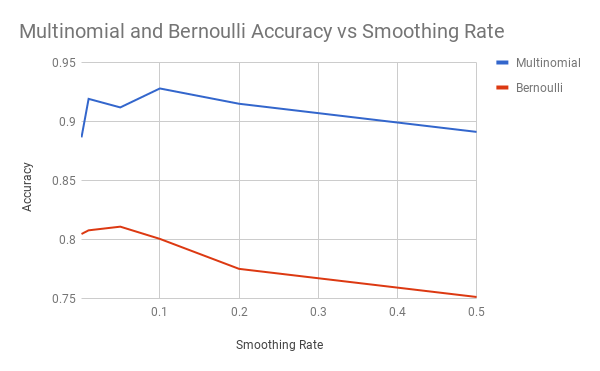 Multinomial and Bernoulli Accuracy vs Smoothing Rate
Multinomial
Bernoulli
0.95
0.9
0.85
0.8
0.75
Accuracy
0.1 0.2 0.3 0.4 0.5
Smoothing Rate